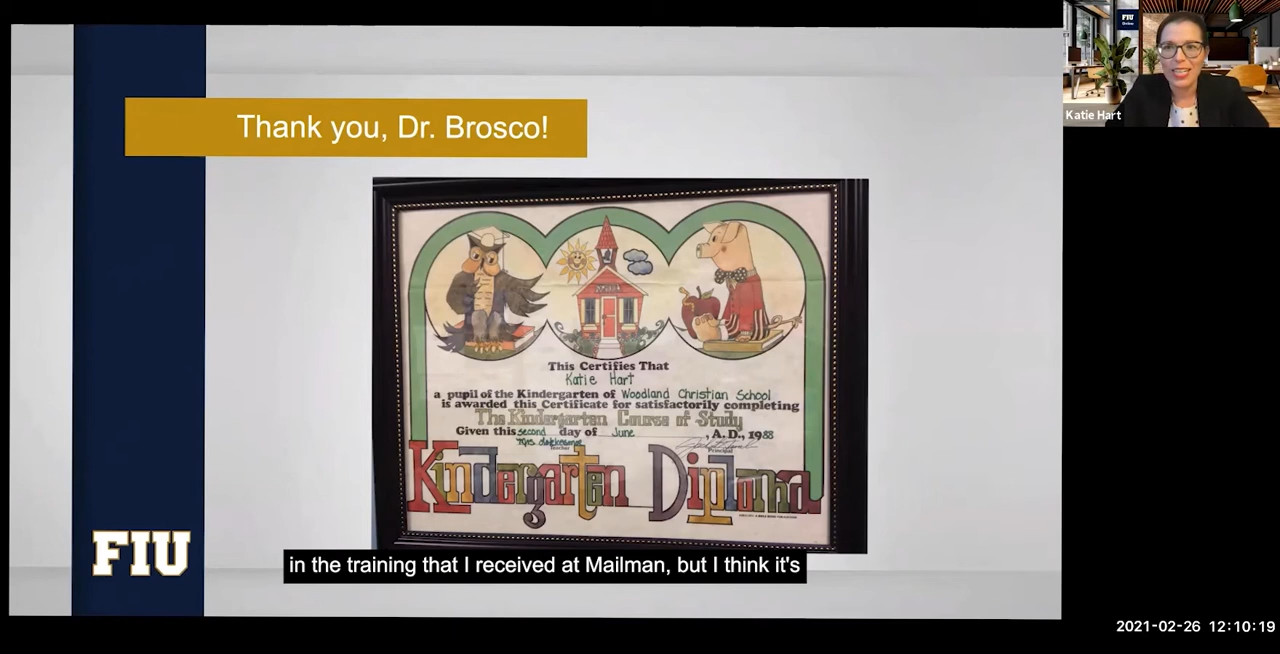 Thank you, Dr. Brosco!
FIU
Katie Hart
This Certifies That
Katie Hart
a pupil of the Kindergarten of Woodland Christian School
is awarded this Certificate for satisfactorily completing
The Kindergarten Course of Study
Given this second day of June, A.D., 1988
Mrs.
Teacher
Principal
Kindergarten Diploma
FIU
in the training that I received at Mailman, but I think it's
2021-02-26 12:10:19